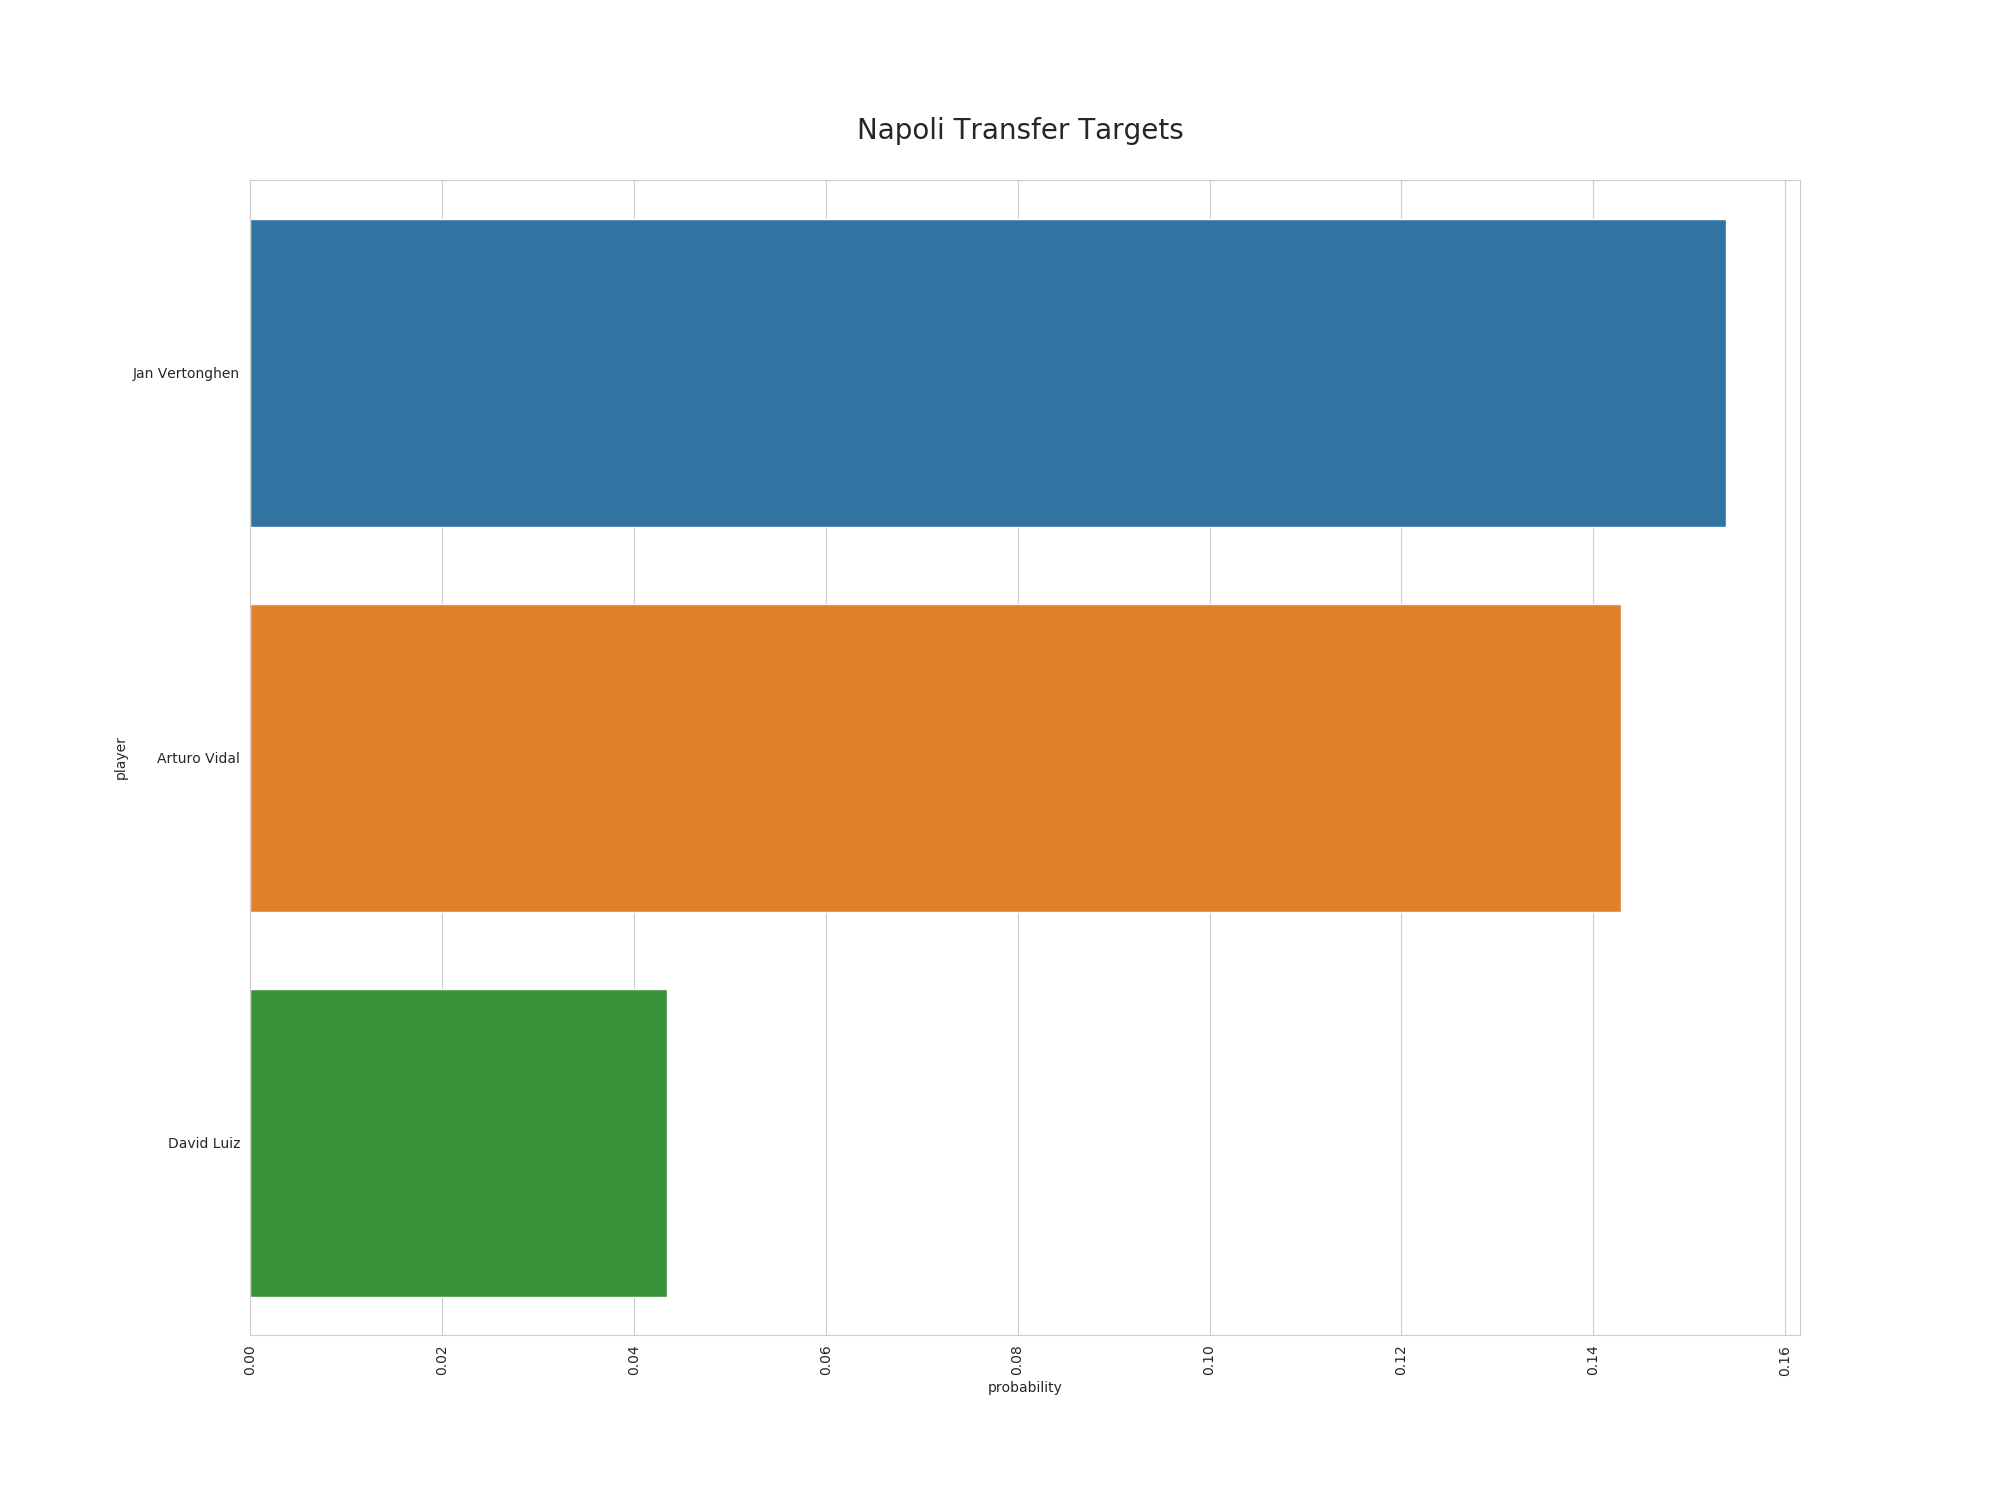 Napoli Transfer Targets
Jan Vertonghen
Arturo Vidal
David Luiz
player
0.00
0.02
0.04
0.06
0.08
0.10
0.12
0.14
0.16
probability